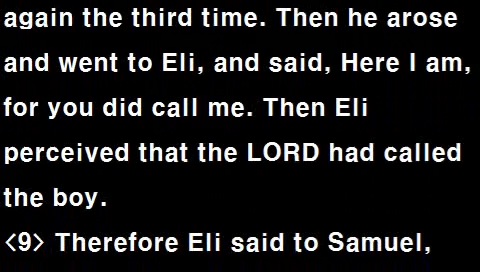 again the third time. Then he arose
and went to Eli, and said, Here I am,
for you did call me. Then Eli
perceived that the LORD had called
the boy.
<9> Therefore Eli said to Samuel,